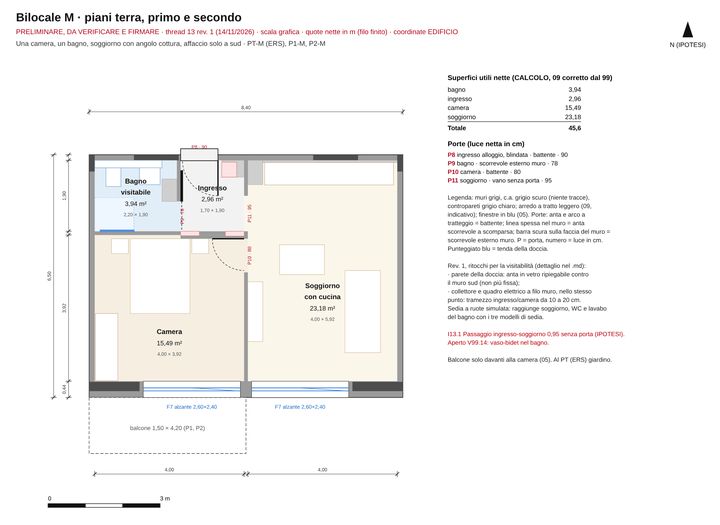 Bilocale M · piani terra, primo e secondo
PRELIMINARE, DA VERIFICARE E FIRMARE · thread 13 rev. 1 (14/11/2026) · scala grafica · quote nette in m (filo finito) · coordinate EDIFICIO
Una camera, un bagno, soggiorno con angolo cottura, affaccio solo a sud · PT-M (ERS), P1-M, P2-M
N (IPOTESI)
8,40
6,50
1,90
3,92
0,44
P8 · 90
Bagno
visitabile
3,94 m²
2,20 × 1,80
Ingresso
2,96 m²
1,70 × 1,80
P11 · 95
P10 · 80
Soggiorno
con cucina
23,18 m²
4,00 × 5,92
Camera
15,49 m²
4,00 × 3,92
F7 alzante 2,60×2,40
F7 alzante 2,60×2,40
balcone 1,50 × 4,20 (P1, P2)
4,00
4,00
0
3 m
Superfici utili nette (CALCOLO, 09 corretto dal 99)
bagno 3,94
ingresso 2,96
camera 15,49
soggiorno 23,18
Totale 45,6
Porte (luce netta in cm)
P8 ingresso alloggio, blindata · battente · 90
P9 bagno · scorrevole esterno muro · 78
P10 camera · battente · 80
P11 soggiorno · vano senza porta · 95
Legenda: muri grigi, c.a. grigio scuro (niente tracce),
contropareti grigio chiaro; arredo a tratto leggero (09,
indicativo); finestre in blu (05). Porte: anta e arco a
tratteggio = battente; linea spessa nel muro = anta
scorrevole a scomparsa; barra scura sulla faccia del muro =
scorrevole esterno muro. P = porta, numero = luce in cm.
Punteggiato blu = tenda della doccia.
Rev. 1, ritocchi per la visitabilità (dettaglio nel .md):
· parete della doccia: anta in vetro ripiegabile contro
il muro sud (non più fissa);
· collettore e quadro elettrico a filo muro, nello stesso
punto: tramezzo ingresso/camera da 10 a 20 cm.
Sedia a ruote simulata: raggiunge soggiorno, WC e lavabo
del bagno con i tre modelli di sedia.
I13.1 Passaggio ingresso-soggiorno 0,95 senza porta (IPOTESI).
Aperto V99.14: vaso-bidet nel bagno.
Balcone solo davanti alla camera (05). Al PT (ERS) giardino.